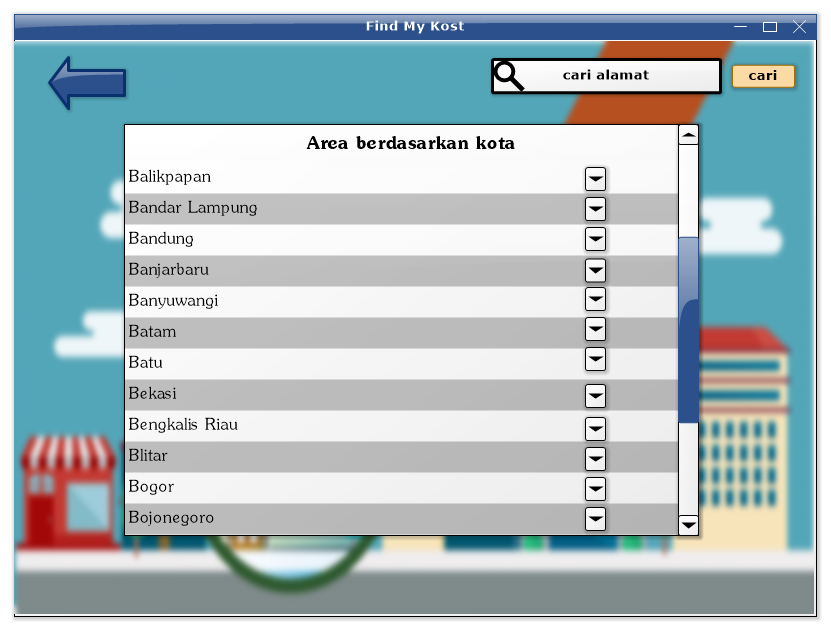 Find My Kost
cari alamat
cari
Area berdasarkan kota
Balikpapan
Bandar Lampung
Bandung
Banjarbaru
Banyuwangi
Batam
Batu
Bekasi
Bengkalis Riau
Blitar
Bogor
Bojonegoro